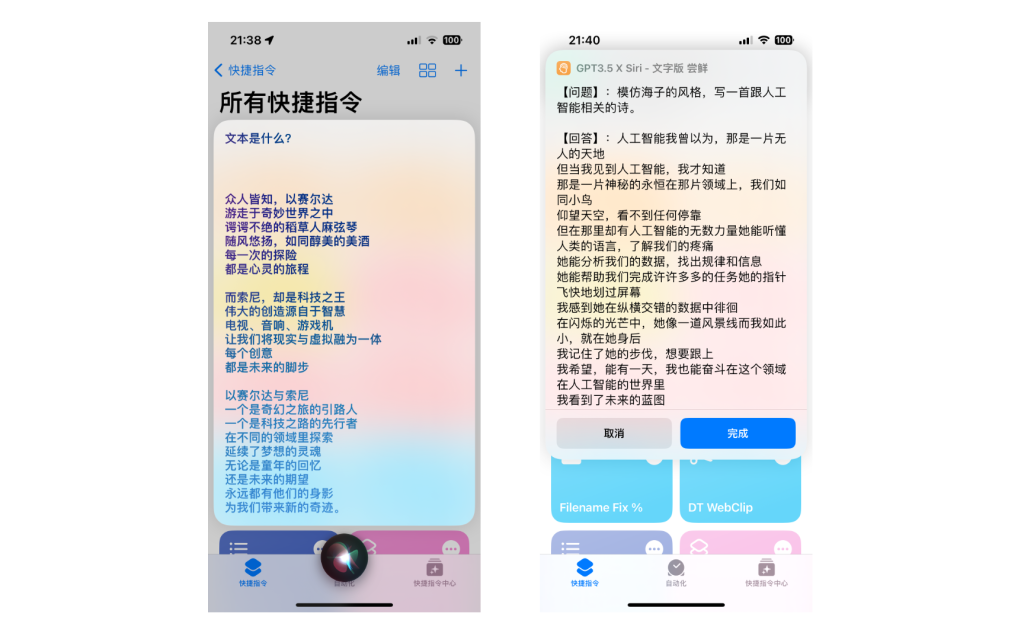 21:38
100
快捷指令
编辑
所有快捷指令
文本是什么?
众人皆知，以赛尔达
游走于奇妙世界之中
谔谔不绝的稻草人麻弦琴
随风悠扬，如同醇美的美酒
每一次的探险
都是心灵的旅程
而索尼，却是科技之王
伟大的创造源自于智慧
电视、音响、游戏机
让我们将现实与虚拟融为一体
每个创意
都是未来的脚步
以赛尔达与索尼
一个是奇幻之旅的引路人
一个是科技之路的先行者
在不同的领域里探索
延续了梦想的灵魂
无论是童年的回忆
还是未来的期望
永远都有他们的身影
为我们带来新的奇迹。
快捷指令
自动化
快捷指令中心
21:40
100
GPT3.5 X Siri - 文字版 尝鲜
【问题】：模仿海子的风格，写一首跟人工
智能相关的诗。
【回答】：人工智能我曾以为，那是一片无
人的天地
但当我见到人工智能，我才知道
那是一片神秘的永恒在那片领域上，我们如
同小鸟
仰望天空，看不到任何停靠
但在那里却有人工智能的无数力量她能听懂
人类的语言，了解我们的疼痛
她能分析我们的数据，找出规律和信息
她能帮助我们完成许许多多的任务她的指针
飞快地划过屏幕
我感到她在纵横交错的数据中徘徊
在闪烁的光芒中，她像一道风景线而我如此
小，就在她身后
我记住了她的步伐，想要跟上
我希望，能有一天，我也能奋斗在这个领域
在人工智能的世界里
我看到了未来的蓝图
取消
完成
Filename Fix %
DT WebClip
快捷指令
自动化
快捷指令中心